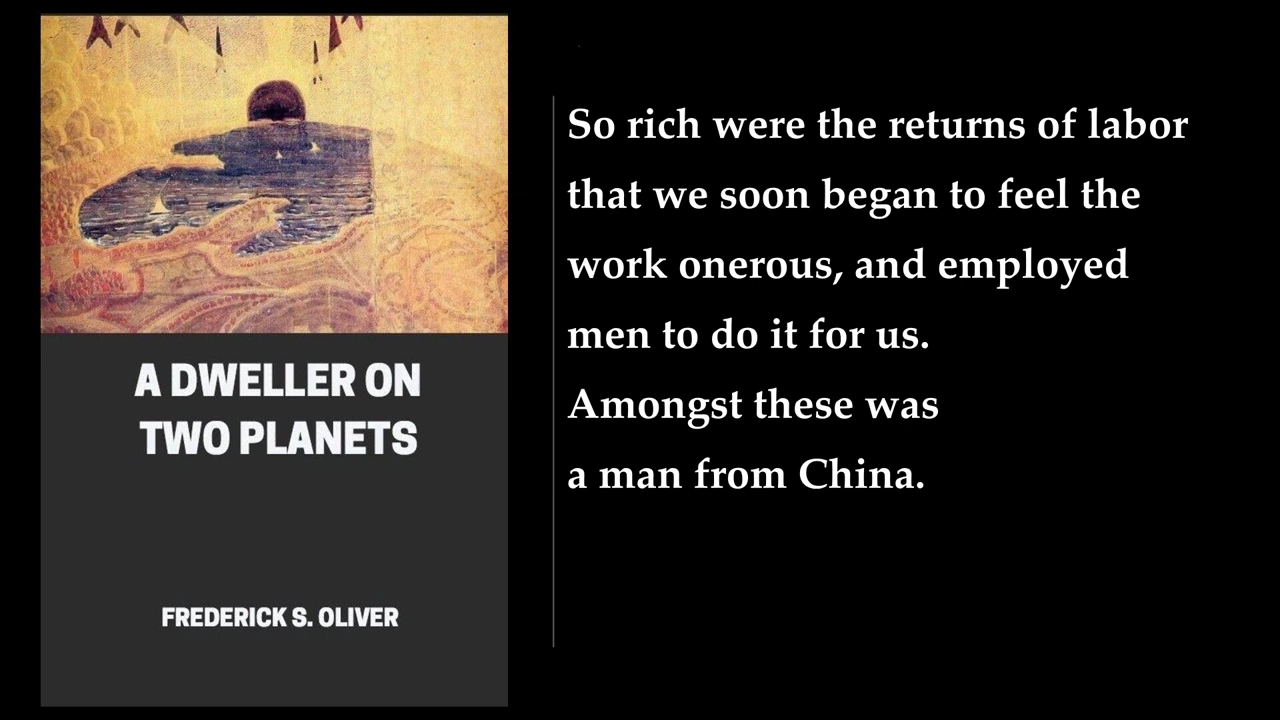 A DWELLER ON
TWO PLANETS
FREDERICK S. OLIVER
So rich were the returns of labor
that we soon began to feel the
work onerous, and employed
men to do it for us.
Amongst these was
a man from China.